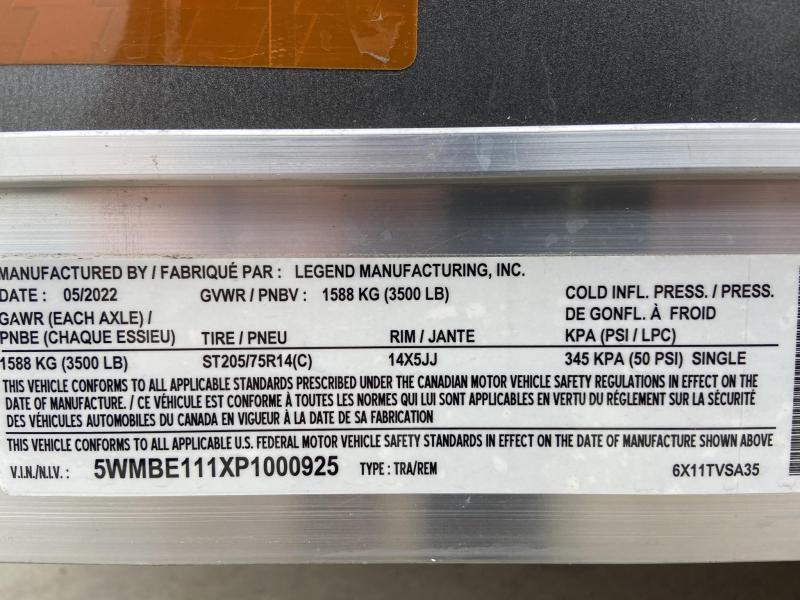 MANUFACTURED BY / FABRIQUÉ PAR : LEGEND MANUFACTURING, INC.
DATE : 05/2022 GVWR / PNBV : 1588 KG (3500 LB) COLD INFL. PRESS. / PRESS.
DE GONFL. À FROID
GAWR (EACH AXLE) /
PNBE (CHAQUE ESSIEU) TIRE / PNEU RIM / JANTE KPA (PSI / LPC)
1588 KG (3500 LB) ST205/75R14(C) 14X5JJ 345 KPA (50 PSI) SINGLE
THIS VEHICLE CONFORMS TO ALL APPLICABLE STANDARDS PRESCRIBED UNDER THE CANADIAN MOTOR VEHICLE SAFETY REGULATIONS IN EFFECT ON THE
DATE OF MANUFACTURE. / CE VÉHICULE EST CONFORME À TOUTES LES NORMES QUI LUI SONT APPLICABLES EN VERTU DU RÉGLEMENT SUR LA SÉCURITÉ
DES VÉHICULES AUTOMOBILES DU CANADA EN VIGUEUR À LA DATE DE SA FABRICATION
THIS VEHICLE CONFORMS TO ALL APPLICABLE U.S. FEDERAL MOTOR VEHICLE SAFETY STANDARDS IN EFFECT ON THE DATE OF MANUFACTURE SHOWN ABOVE
V.I.N./N.I.V. : 5WMBE111XP1000925 TYPE : TRA/REM 6X11TVSA35